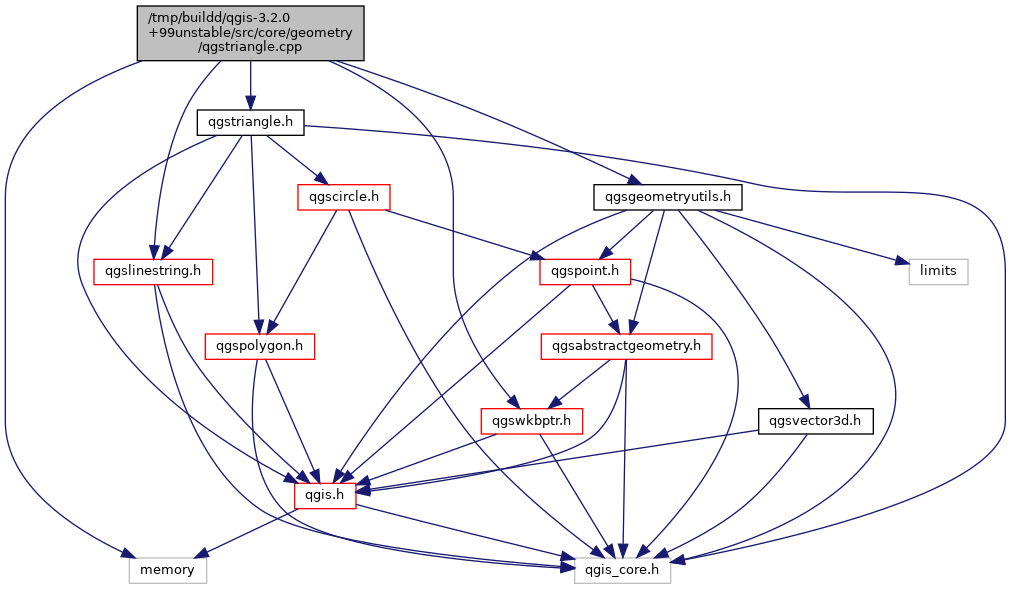 /tmp/buildd/qgis-3.2.0
+99unstable/src/core/geometry
/qgstriangle.cpp
qgstriangle.h
qgscircle.h
qgsgeometryutils.h
qgslinestring.h
qgspoint.h
limits
qgspolygon.h
qgsabstractgeometry.h
qgswkbptr.h
qgsvector3d.h
qgis.h
memory
qgis_core.h